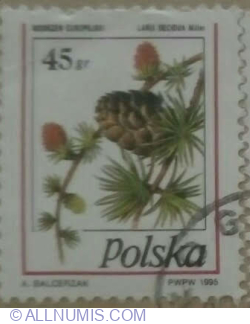 MODRZEW EUROPEJSKI LARIX DECIDUA Mill
45 gr
Polska
A. BALCERZAK PWPW 1995
© ALLNUMIS.COM